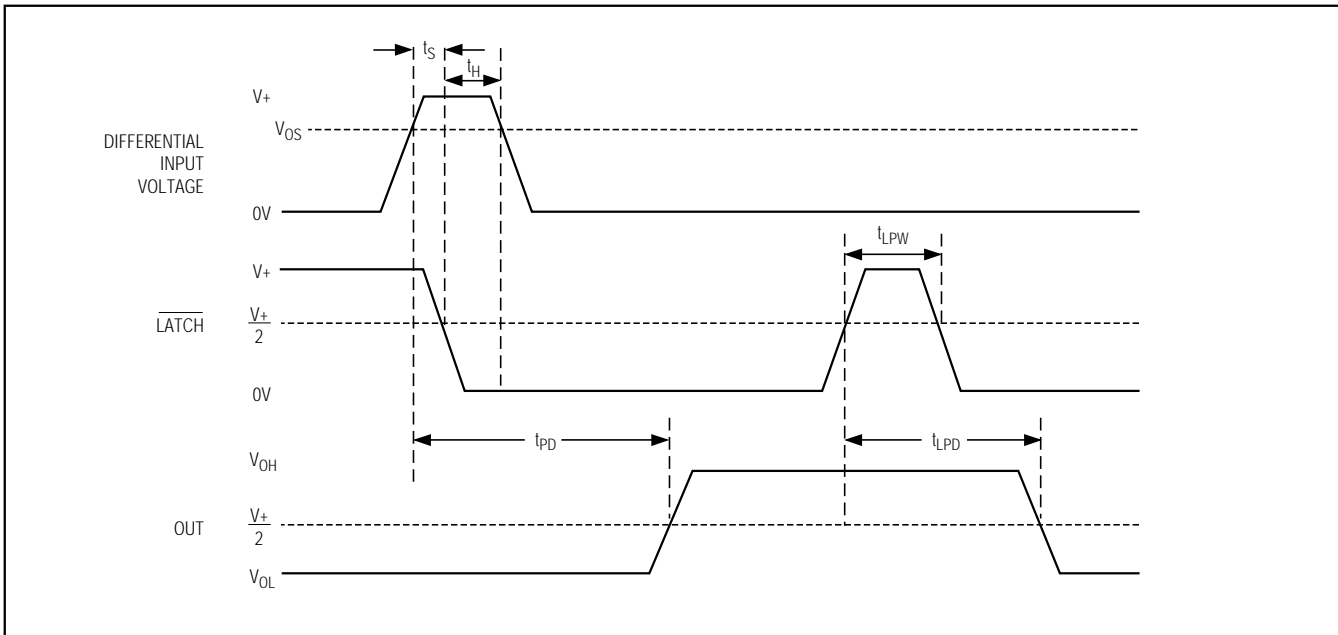 tS
tH
V+
VOS
DIFFERENTIAL
INPUT
VOLTAGE
0V
tLPW
V+
LATCH
V+
2
0V
tPD
tLPD
VOH
OUT
V+
2
VOL